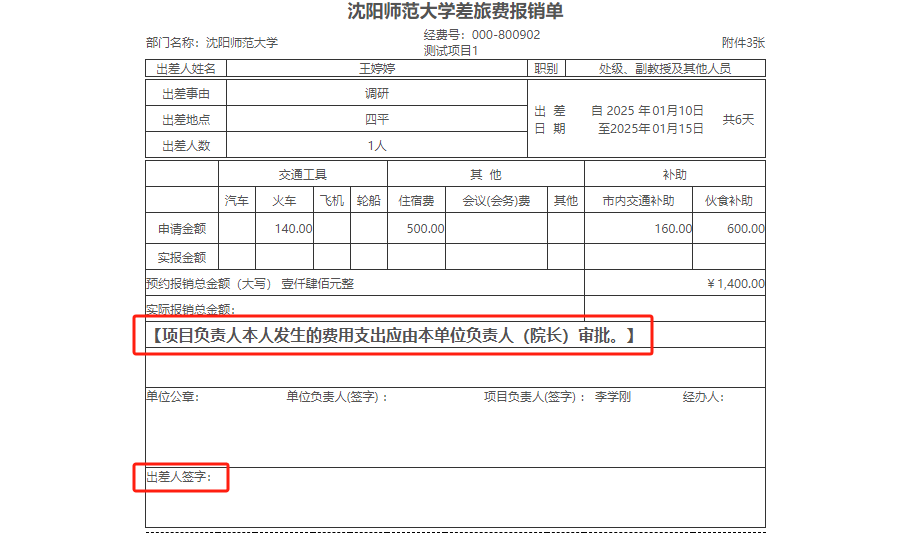 沈阳师范大学差旅费报销单
部门名称：沈阳师范大学 经费号：000-800902 附件3张
测试项目1
出差人姓名 王婷婷 职别 处级、副教授及其他人员
出差事由 调研
出差地点 四平
出差人数 1人
出 差 日 期 自 2025 年 01月10日 共6天
至2025年 01月15日
交通工具 其 他 补助
汽车 火车 飞机 轮船 住宿费 会议(会务)费 其他 市内交通补助 伙食补助
申请金额 140.00 500.00 160.00 600.00
实报金额
预约报销总金额（大写） 壹仟肆佰元整 ￥1,400.00
实际报销总金额：
【项目负责人本人发生的费用支出应由本单位负责人（院长）审批。】
单位公章： 单位负责人(签字)： 项目负责人(签字)： 李学刚 经办人：
出差人签字：